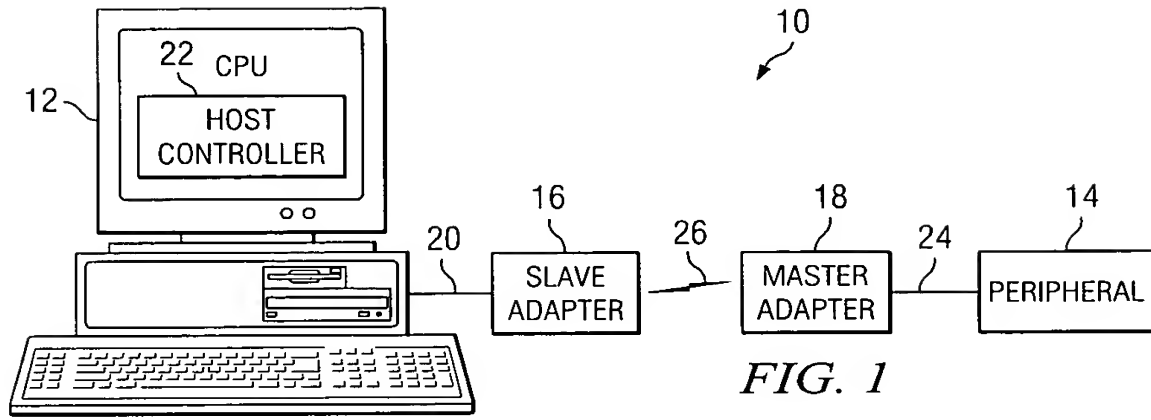 10
22
CPU
12
HOST
CONTROLLER
16
18
14
20
26
24
SLAVE
ADAPTER
MASTER
ADAPTER
PERIPHERAL
FIG. 1